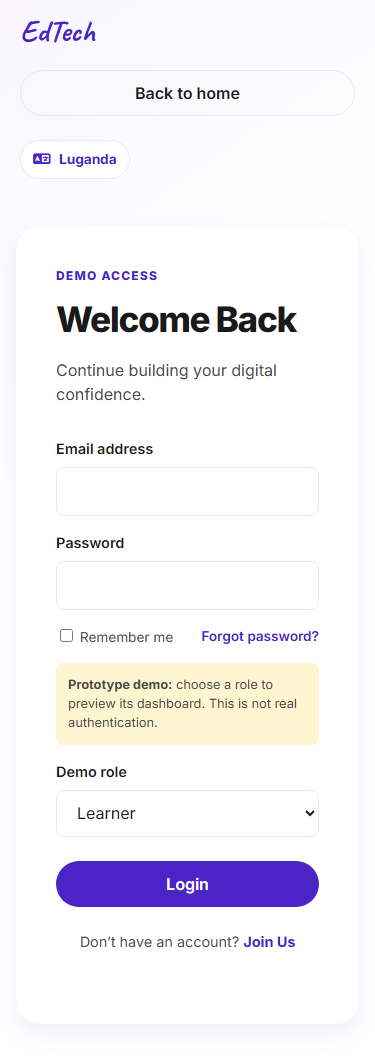 EdTech
Back to home
Luganda
DEMO ACCESS
Welcome Back
Continue building your digital
confidence.
Email address
Password
Remember me Forgot password?
Prototype demo: choose a role to
preview its dashboard. This is not real
authentication.
Demo role
Learner
Login
Don’t have an account? Join Us